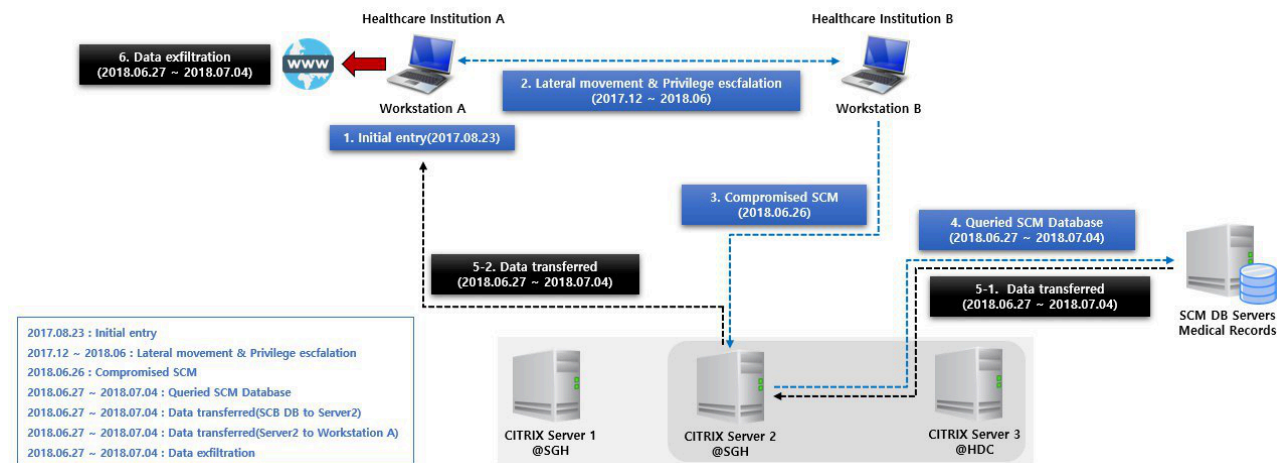 Healthcare Institution A
Healthcare Institution B
6. Data exfiltration
(2018.06.27 ~ 2018.07.04)
WWW
2. Lateral movement & Privilege escfalation
(2017.12 ~ 2018.06)
Workstation A
Workstation B
1. Initial entry(2017.08.23)
3. Compromised SCM
(2018.06.26)
4. Queried SCM Database
(2018.06.27 ~ 2018.07.04)
5-2. Data transferred
(2018.06.27 ~ 2018.07.04)
5-1. Data transferred
(2018.06.27 ~ 2018.07.04)
SCM DB Servers
Medical Records
2017.08.23 : Initial entry
2017.12 ~ 2018.06 : Lateral movement & Privilege escfalation
2018.06.26 : Compromised SCM
2018.06.27 ~ 2018.07.04 : Queried SCM Database
2018.06.27 ~ 2018.07.04 : Data transferred(SCB DB to Server2)
2018.06.27 ~ 2018.07.04 : Data transferred(Server2 to Workstation A)
2018.06.27 ~ 2018.07.04 : Data exfiltration
CITRIX Server 1
@SGH
CITRIX Server 2
@SGH
CITRIX Server 3
@HDC